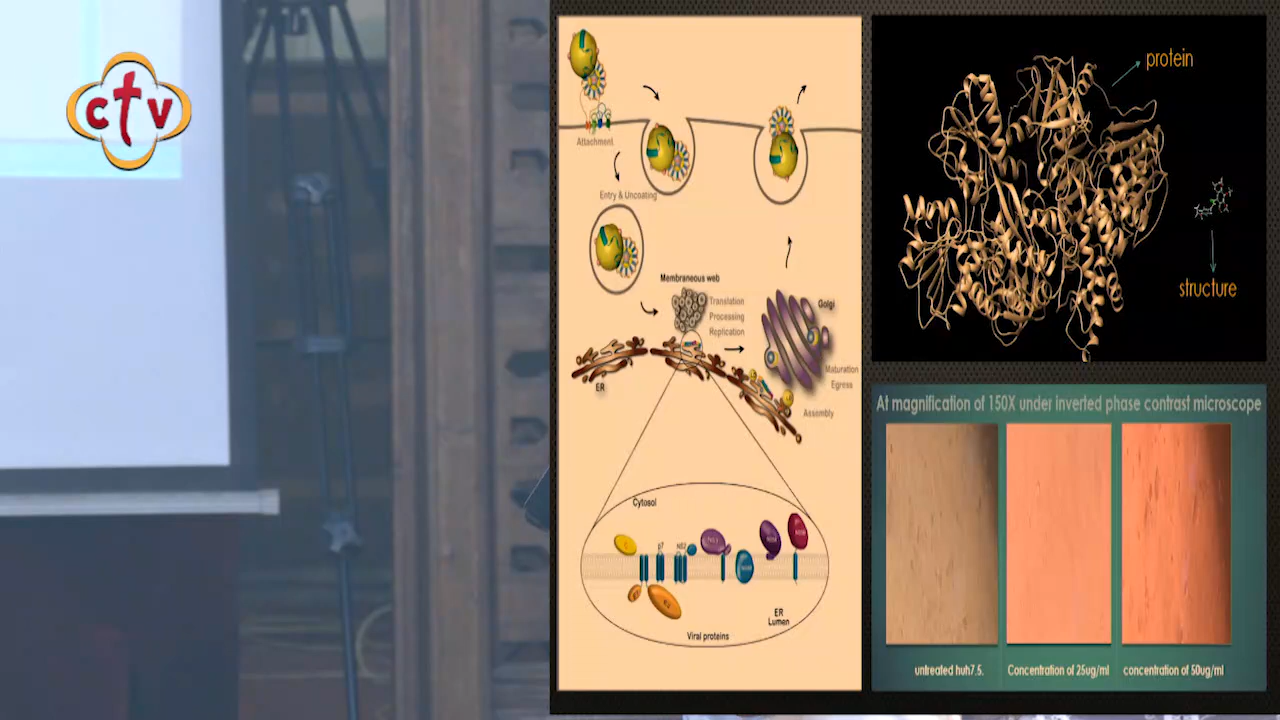 CTV
Attachment
Entry & Uncoating
Membraneous web
Translation
Processing
Replication
Golgi
ER
Maturation
Egress
Assembly
Cytosol
p7
NS2
ER
Lumen
Viral proteins
protein
structure
At magnification of 150X under inverted phase contrast microscope
untreated huh7.5.
Concentration of 25ug/ml
concentration of 50ug/ml